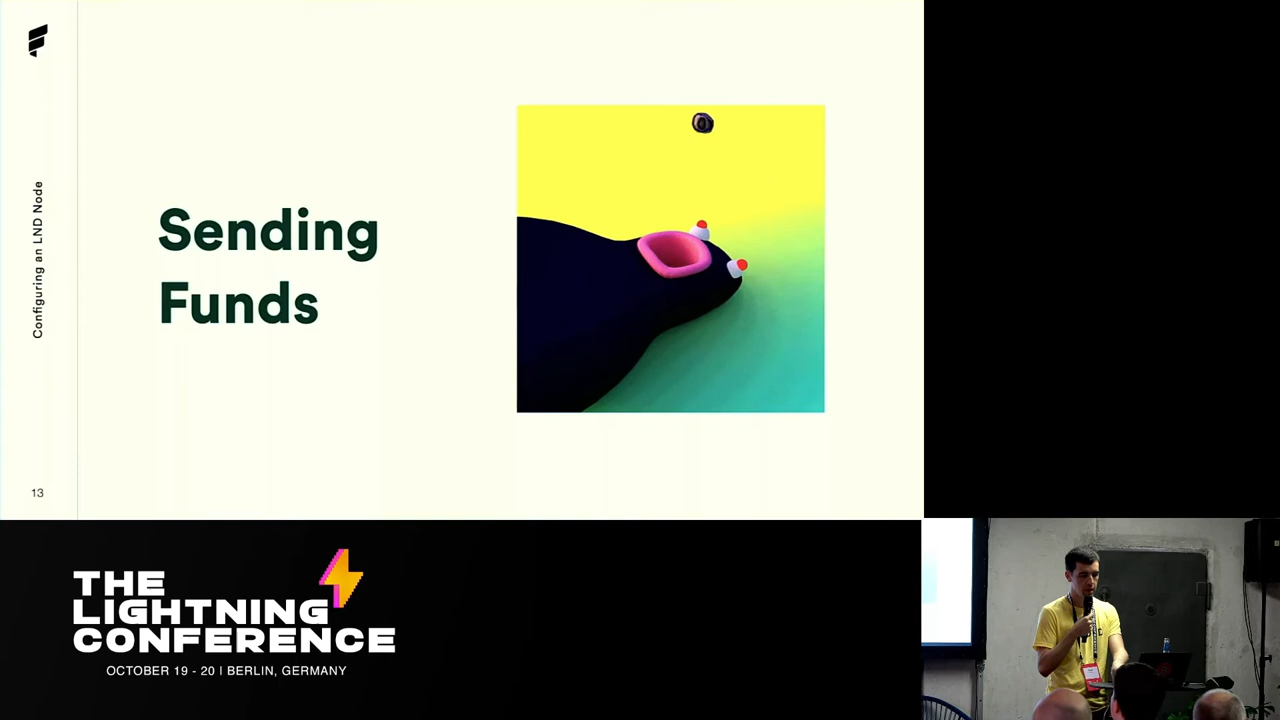 Configuring an LND Node
Sending
Funds
13
THE
LIGHTNING
CONFERENCE
OCTOBER 19 - 20 | BERLIN, GERMANY